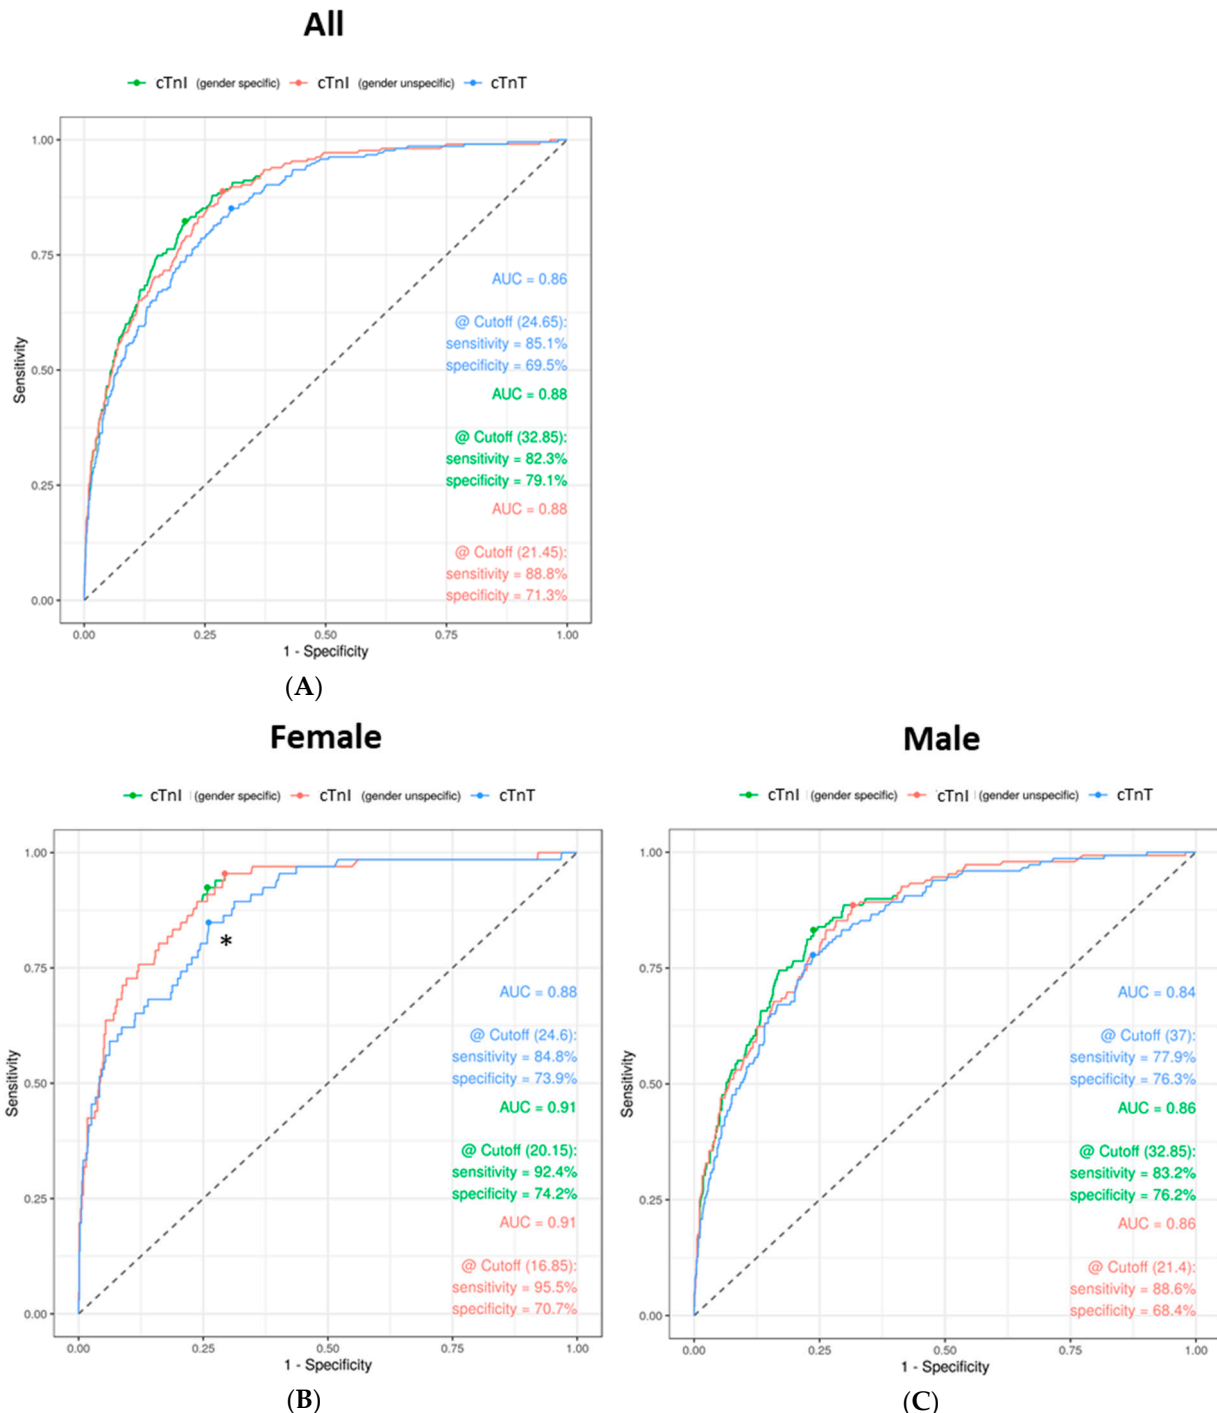 All
cTnI (gender specific) cTnI (gender unspecific) cTnT
1.00
0.75
0.50
0.25
0.00
Sensitivity
AUC = 0.86
@ Cutoff (24.65):
sensitivity = 85.1%
specificity = 69.5%
AUC = 0.88
@ Cutoff (32.85):
sensitivity = 82.3%
specificity = 79.1%
AUC = 0.88
@ Cutoff (21.45):
sensitivity = 88.8%
specificity = 71.3%
0.00 0.25 0.50 0.75 1.00
1 - Specificity
(A)
Female
cTnI (gender specific) cTnI (gender unspecific) cTnT
1.00
0.75
0.50
0.25
0.00
Sensitivity
*
AUC = 0.88
@ Cutoff (24.6):
sensitivity = 84.8%
specificity = 73.9%
AUC = 0.91
@ Cutoff (20.15):
sensitivity = 92.4%
specificity = 74.2%
AUC = 0.91
@ Cutoff (16.85):
sensitivity = 95.5%
specificity = 70.7%
0.00 0.25 0.50 0.75 1.00
1 - Specificity
(B)
Male
cTnI (gender specific) cTnI (gender unspecific) cTnT
1.00
0.75
0.50
0.25
0.00
Sensitivity
AUC = 0.84
@ Cutoff (37):
sensitivity = 77.9%
specificity = 76.3%
AUC = 0.86
@ Cutoff (32.85):
sensitivity = 83.2%
specificity = 76.2%
AUC = 0.86
@ Cutoff (21.4):
sensitivity = 88.6%
specificity = 68.4%
0.00 0.25 0.50 0.75 1.00
1 - Specificity
(C)